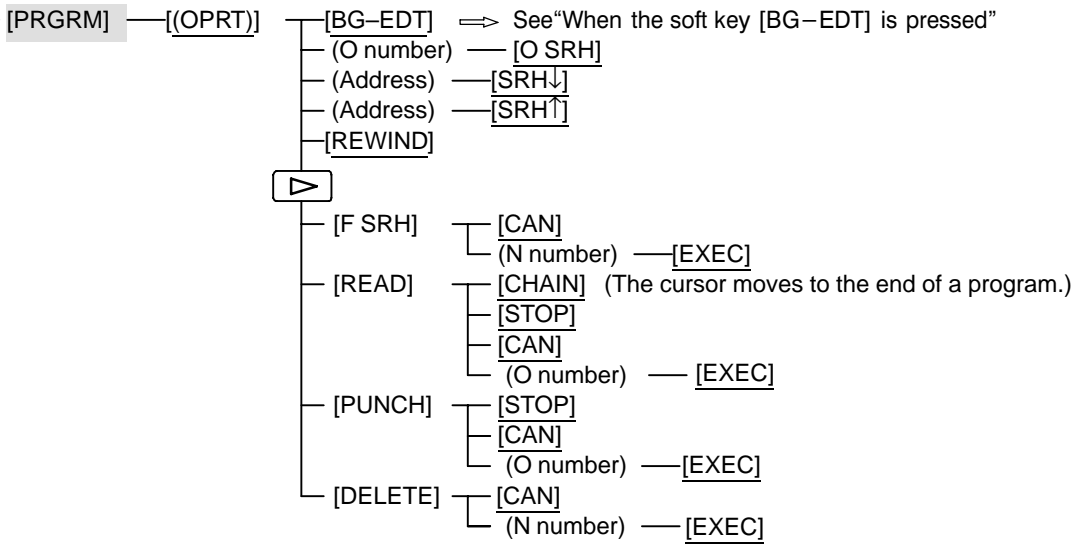 [PRGRM] [(OPRT)] [BG–EDT] See“When the soft key [BG–EDT] is pressed”
(O number) [O SRH]
(Address) [SRH↓]
(Address) [SRH↑]
[REWIND]
[F SRH] [CAN]
(N number) [EXEC]
[READ] [CHAIN] (The cursor moves to the end of a program.)
[STOP]
[CAN]
(O number) [EXEC]
[PUNCH] [STOP]
[CAN]
(O number) [EXEC]
[DELETE] [CAN]
(N number) [EXEC]